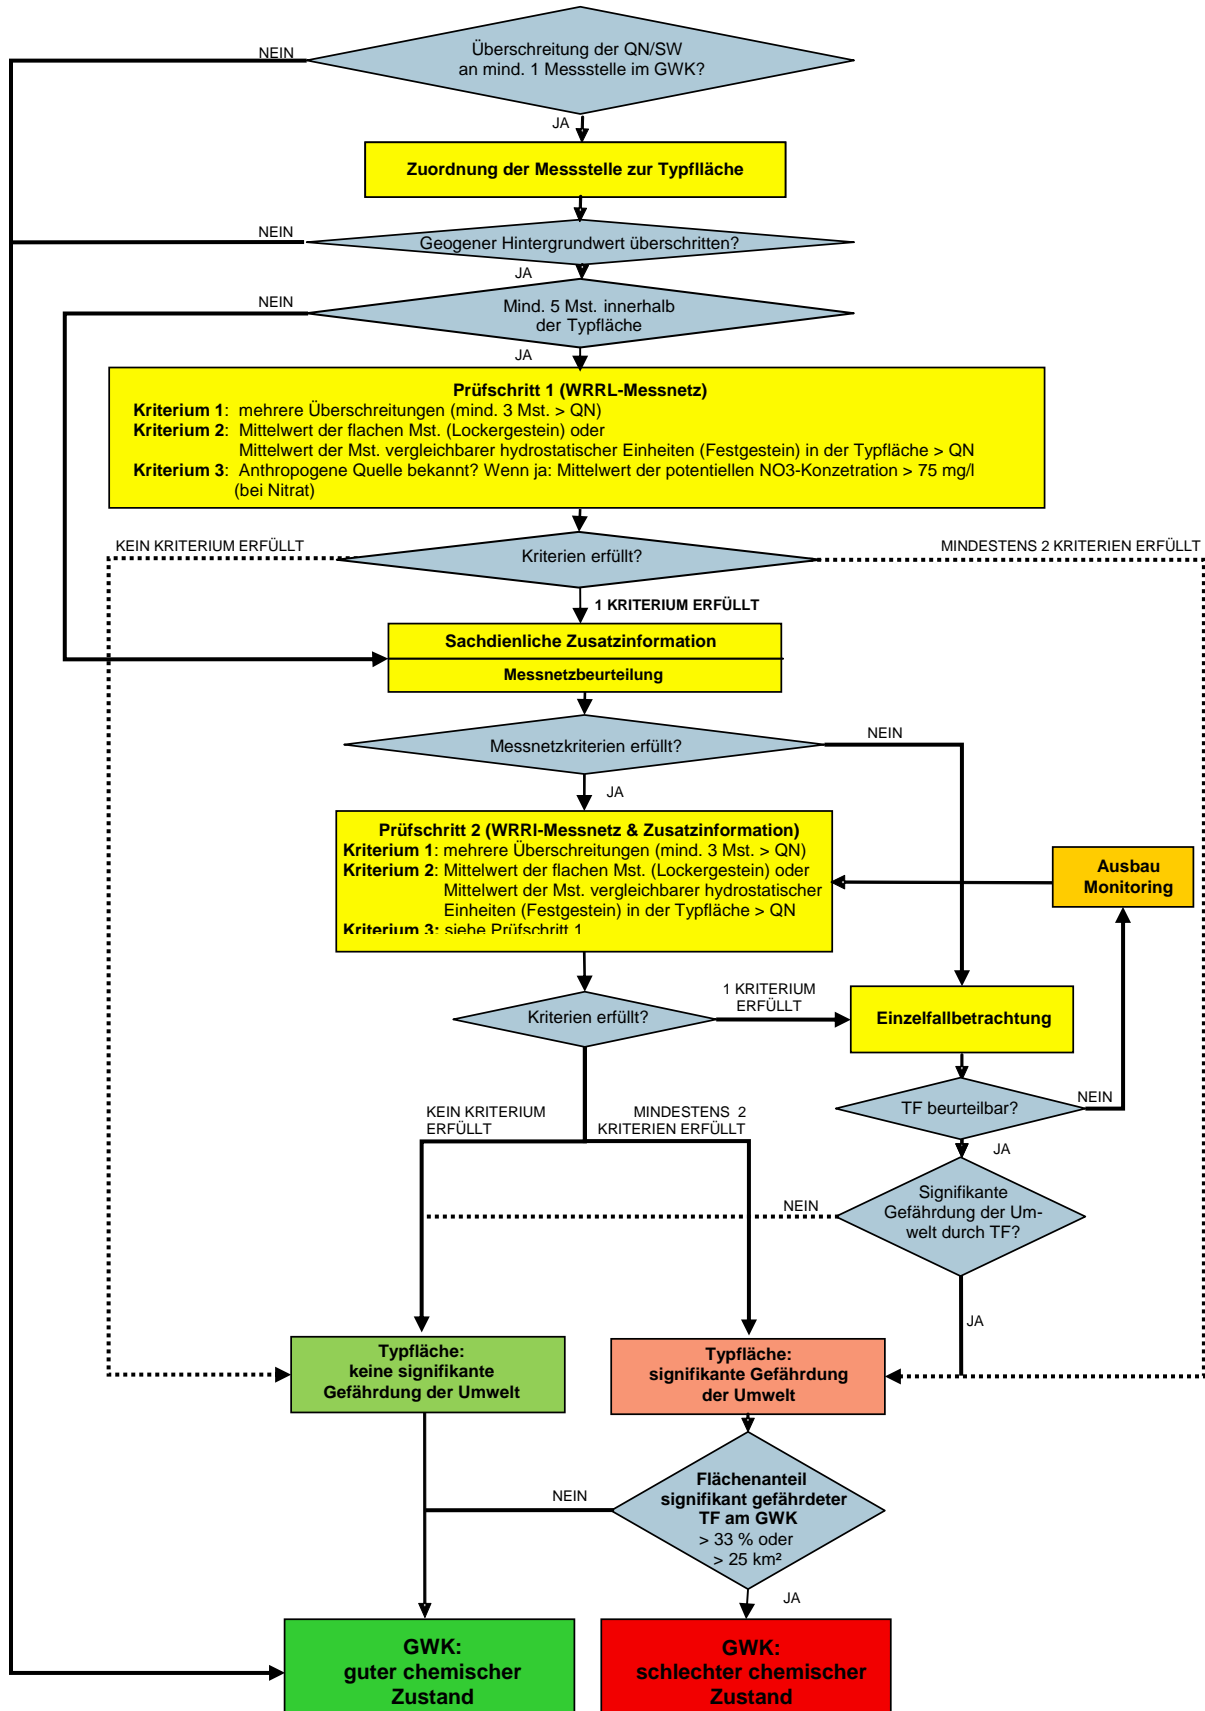 Überschreitung der QN/SW
an mind. 1 Messstelle im GWK?
NEIN
JA
Zuordnung der Messstelle zur Typflläche
NEIN
Geogener Hintergrundwert überschritten?
JA
NEIN
Mind. 5 Mst. innerhalb
der Typfläche
JA
Prüfschritt 1 (WRRL-Messnetz)
Kriterium 1: mehrere Überschreitungen (mind. 3 Mst. > QN)
Kriterium 2: Mittelwert der flachen Mst. (Lockergestein) oder
Mittelwert der Mst. vergleichbarer hydrostatischer Einheiten (Festgestein) in der Typfläche > QN
Kriterium 3: Anthropogene Quelle bekannt? Wenn ja: Mittelwert der potentiellen NO3-Konzetration > 75 mg/l
(bei Nitrat)
KEIN KRITERIUM ERFÜLLT
Kriterien erfüllt?
MINDESTENS 2 KRITERIEN ERFÜLLT
1 KRITERIUM ERFÜLLT
Sachdienliche Zusatzinformation
Messnetzbeurteilung
Messnetzkriterien erfüllt?
NEIN
JA
Prüfschritt 2 (WRRl-Messnetz & Zusatzinformation)
Kriterium 1: mehrere Überschreitungen (mind. 3 Mst. > QN)
Kriterium 2: Mittelwert der flachen Mst. (Lockergestein) oder
Mittelwert der Mst. vergleichbarer hydrostatischer
Einheiten (Festgestein) in der Typfläche > QN
Kriterium 3: siehe Prüfschritt 1
Ausbau
Monitoring
Kriterien erfüllt?
1 KRITERIUM
ERFÜLLT
Einzelfallbetrachtung
TF beurteilbar?
NEIN
JA
KEIN KRITERIUM
ERFÜLLT
MINDESTENS 2
KRITERIEN ERFÜLLT
NEIN
Signifikante
Gefährdung der Um-
welt durch TF?
JA
Typfläche:
keine signifikante
Gefährdung der Umwelt
Typfläche:
signifikante Gefährdung
der Umwelt
NEIN
Flächenanteil
signifikant gefährdeter
TF am GWK
> 33 % oder
> 25 km²
JA
GWK:
guter chemischer
Zustand
GWK:
schlechter chemischer
Zustand